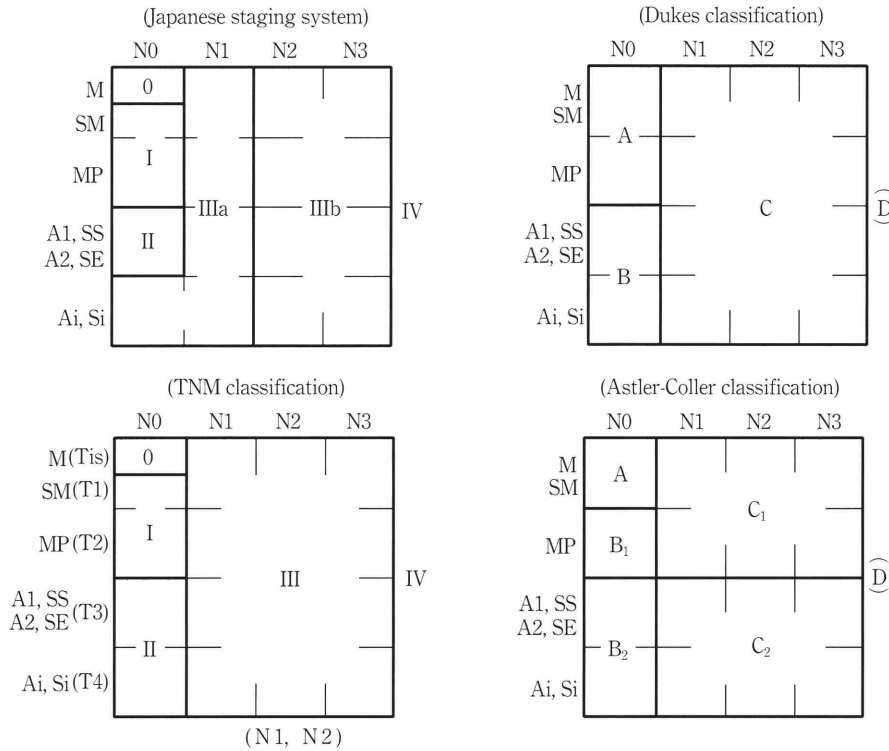 (Japanese staging system)
N0 N1 N2 N3
M 0
SM
I
MP
IIIa IIIb IV
A1, SS
II
A2, SE
Ai, Si
(Dukes classification)
N0 N1 N2 N3
M
SM
A
MP
C (D)
A1, SS
A2, SE
B
Ai, Si
(TNM classification)
N0 N1 N2 N3
M(Tis) 0
SM(T1)
I
MP(T2)
III IV
A1, SS
(T3)
A2, SE
II
Ai, Si(T4)
(N1, N2)
(Astler-Coller classification)
N0 N1 N2 N3
M
A
SM
C₁
MP B₁
(D)
A1, SS
A2, SE
B₂ C₂
Ai, Si